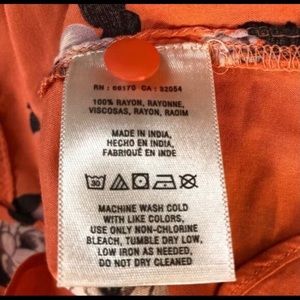 RN : 66170 CA : 32054
100% RAYON, RAYONNE,
VISCOSAS, RAYON, RAOIM
MADE IN INDIA,
HECHO EN INDIA,
FABRIQUÉ EN INDE
30
MACHINE WASH COLD
WITH LIKE COLORS,
USE ONLY NON-CHLORINE
BLEACH, TUMBLE DRY LOW,
LOW IRON AS NEEDED,
DO NOT DRY CLEANED